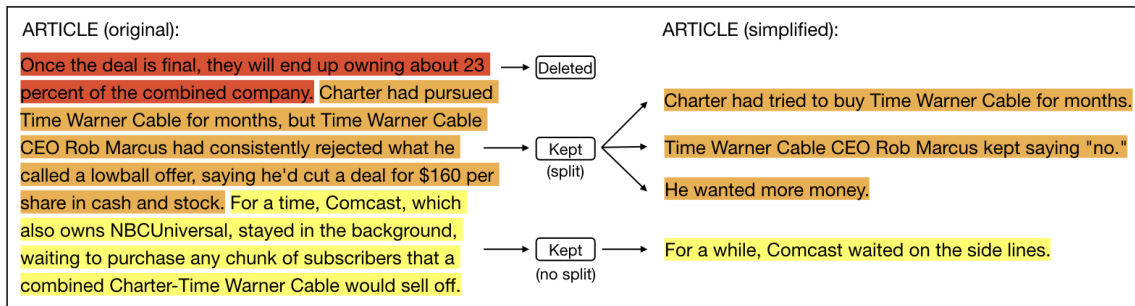 ARTICLE (original):
Once the deal is final, they will end up owning about 23
percent of the combined company. Charter had pursued
Time Warner Cable for months, but Time Warner Cable
CEO Rob Marcus had consistently rejected what he
called a lowball offer, saying he'd cut a deal for $160 per
share in cash and stock. For a time, Comcast, which
also owns NBCUniversal, stayed in the background,
waiting to purchase any chunk of subscribers that a
combined Charter-Time Warner Cable would sell off.
Deleted
Kept
(split)
Kept
(no split)
ARTICLE (simplified):
Charter had tried to buy Time Warner Cable for months.
Time Warner Cable CEO Rob Marcus kept saying "no."
He wanted more money.
For a while, Comcast waited on the side lines.